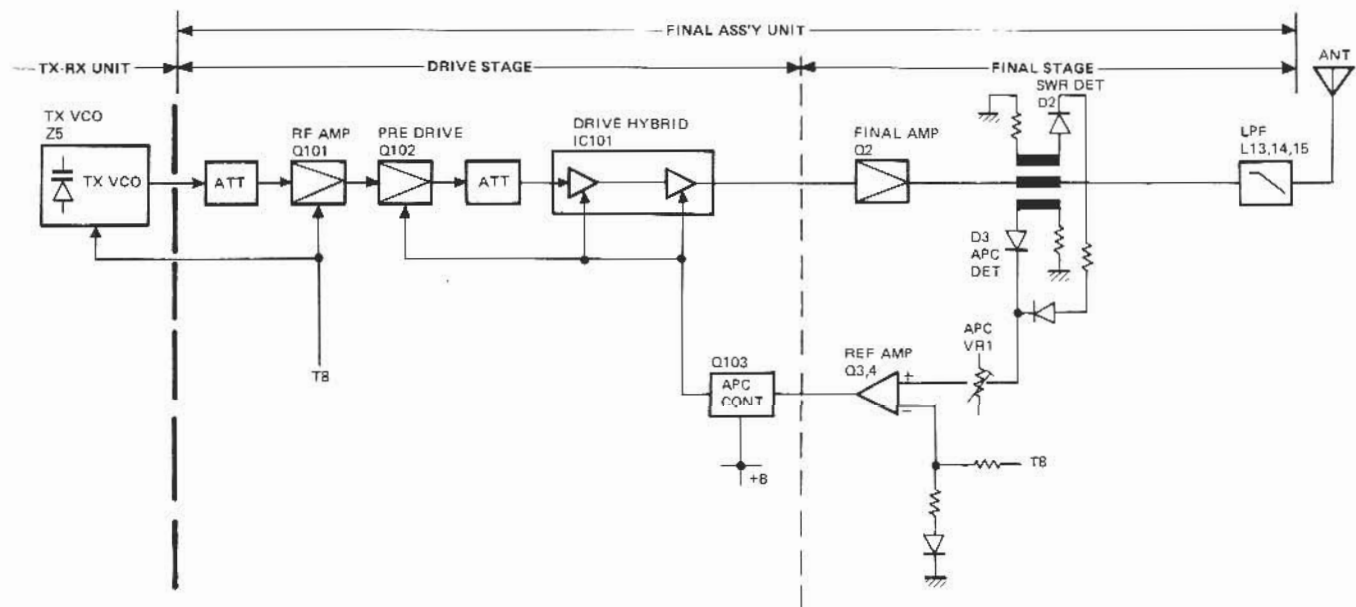 FINAL ASS'Y UNIT
ANT
TX-RX UNIT
DRIVE STAGE
FINAL STAGE
SWR DET
D2
TX VCO
Z5
TX VCO
ATT
RF AMP
Q101
PRE DRIVE
Q102
ATT
DRIVE HYBRID
IC101
FINAL AMP
Q2
LPF
L13,14,15
D3
APC
DET
T8
Q103
APC
CONT
+B
REF AMP
Q3,4
+
−
APC
VR1
T8